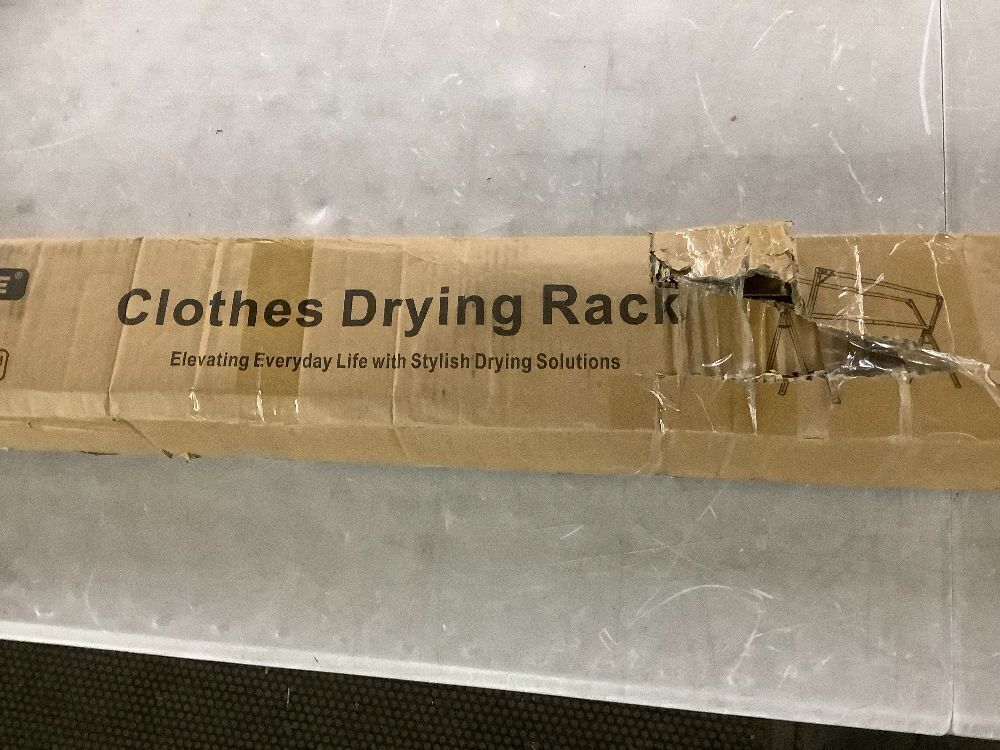 Clothes Drying Rack
Elevating Everyday Life with Stylish Drying Solutions